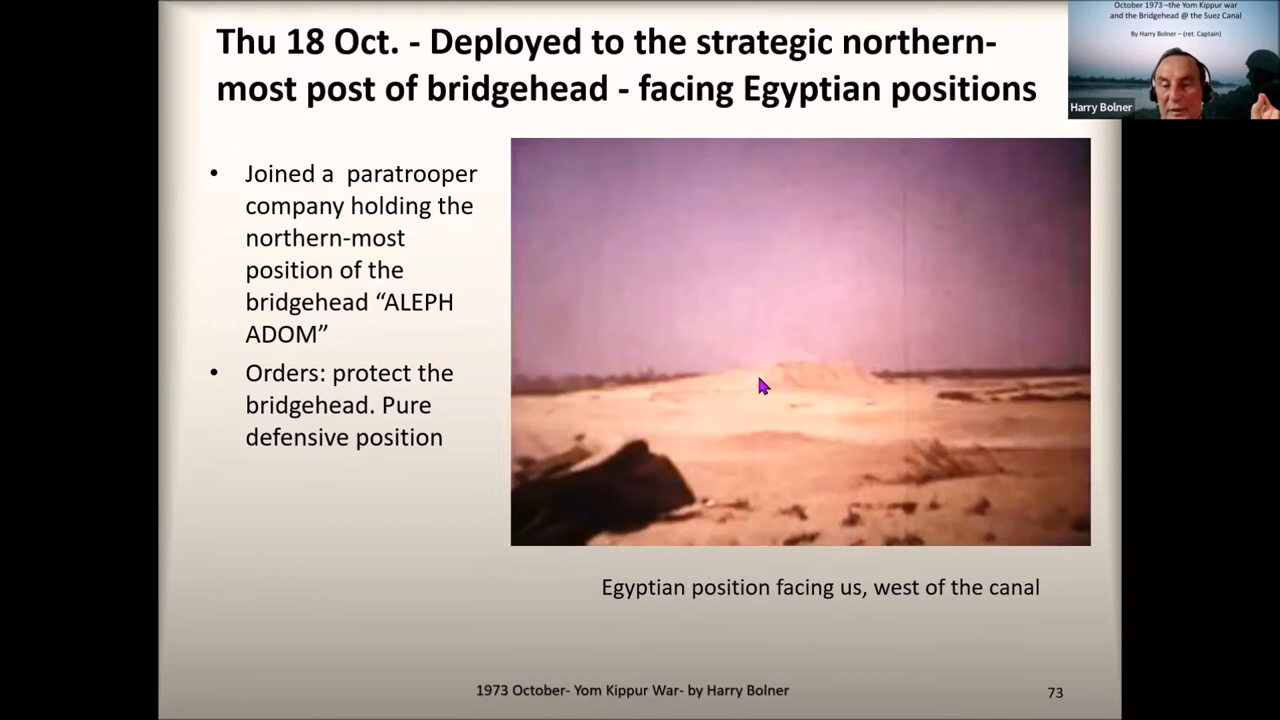 Thu 18 Oct. - Deployed to the strategic northern-
most post of bridgehead - facing Egyptian positions
October 1973 –the Yom Kippur war
and the Bridgehead @ the Suez Canal
By Harry Bolner – (ret. Captain)
Harry Bolner
• Joined a  paratrooper
company holding the
northern-most
position of the
bridgehead “ALEPH
ADOM”
• Orders: protect the
bridgehead. Pure
defensive position
Egyptian position facing us, west of the canal
1973 October- Yom Kippur War- by Harry Bolner
73